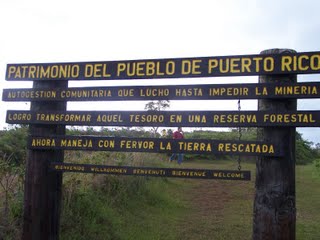 PATRIMONIO DEL PUEBLO DE PUERTO RICO
AUTOGESTION COMUNITARIA QUE LUCHO HASTA IMPEDIR LA MINERIA
LOGRO TRANSFORMAR AQUEL TESORO EN UNA RESERVA FORESTAL
AHORA MANEJA CON FERVOR LA TIERRA RESCATADA
BIENVENIDOS WILLKOMMEN BENVENUTI BIENVENUE WELCOME